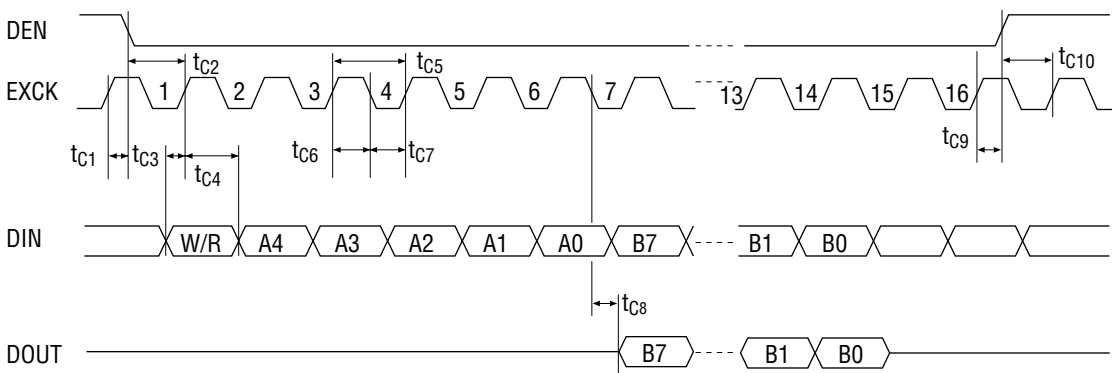 DEN
tC2 tC5 tC10
EXCK 1 2 3 4 5 6 7 13 14 15 16
tC1 tC3 tC4 tC6 tC7 tC9
DIN W/R A4 A3 A2 A1 A0 B7 B1 B0
tC8
DOUT B7 B1 B0